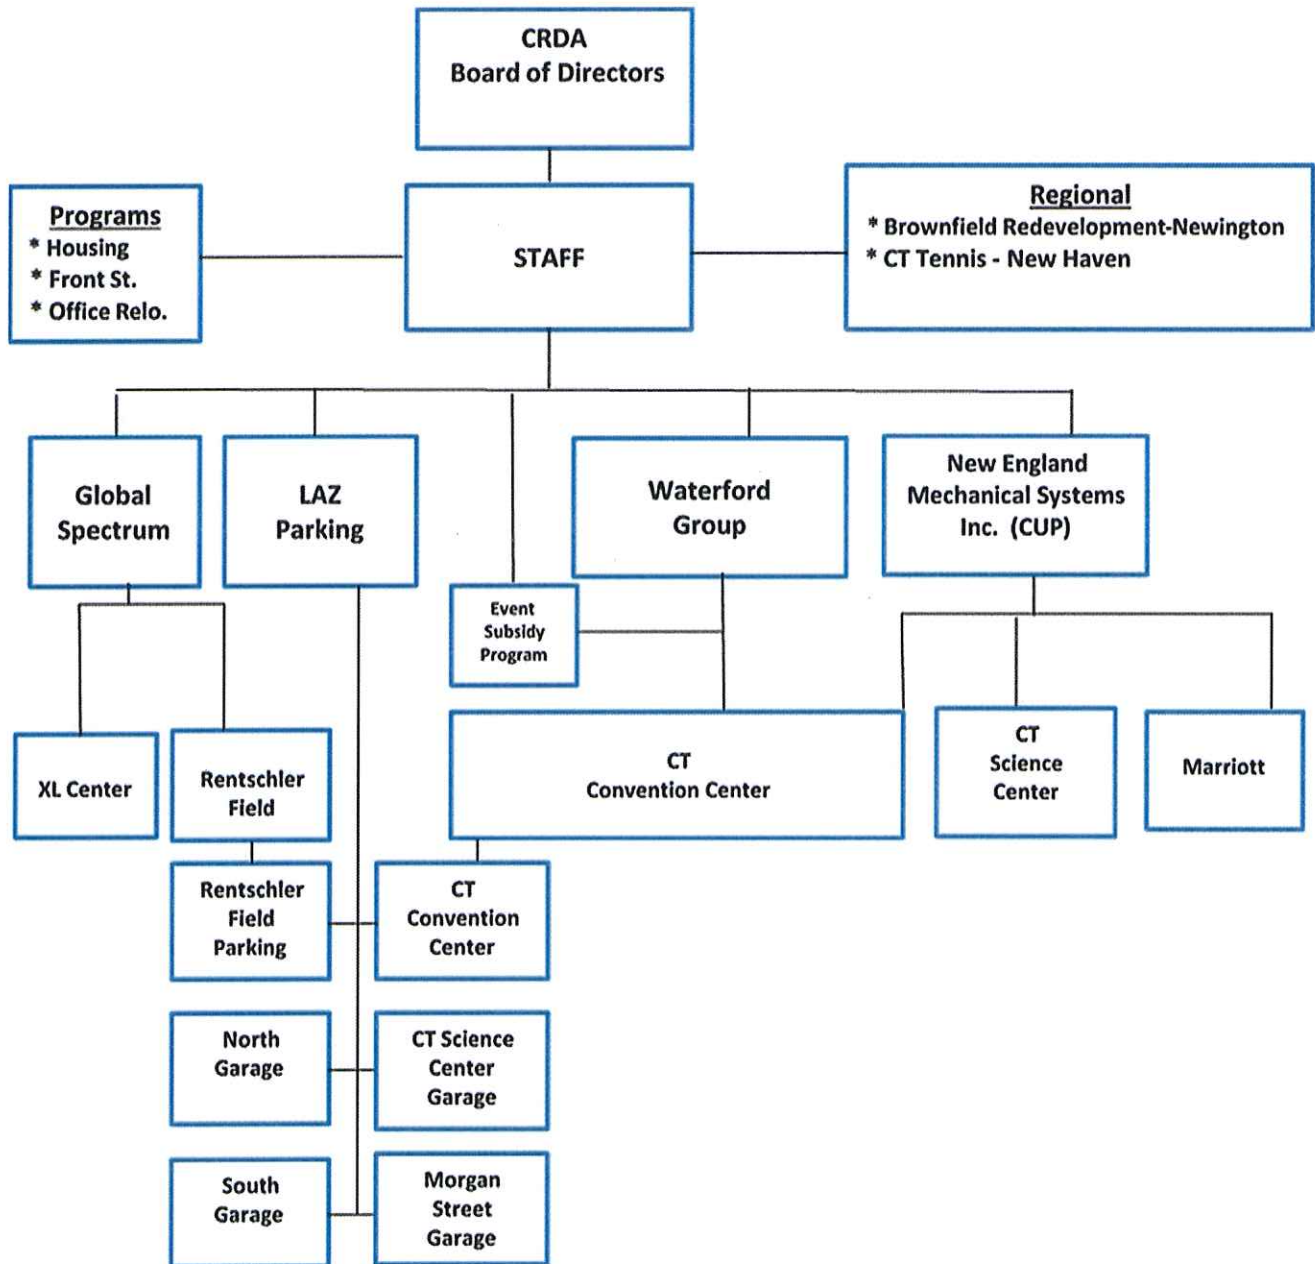 CRDA
Board of Directors
Programs
* Housing
* Front St.
* Office Relo.
STAFF
Regional
* Brownfield Redevelopment-Newington
* CT Tennis - New Haven
Global
Spectrum
LAZ
Parking
Waterford
Group
New England
Mechanical Systems
Inc. (CUP)
Event
Subsidy
Program
XL Center
Rentschler
Field
CT
Convention Center
CT
Science
Center
Marriott
Rentschler
Field
Parking
CT
Convention
Center
North
Garage
CT Science
Center
Garage
South
Garage
Morgan
Street
Garage